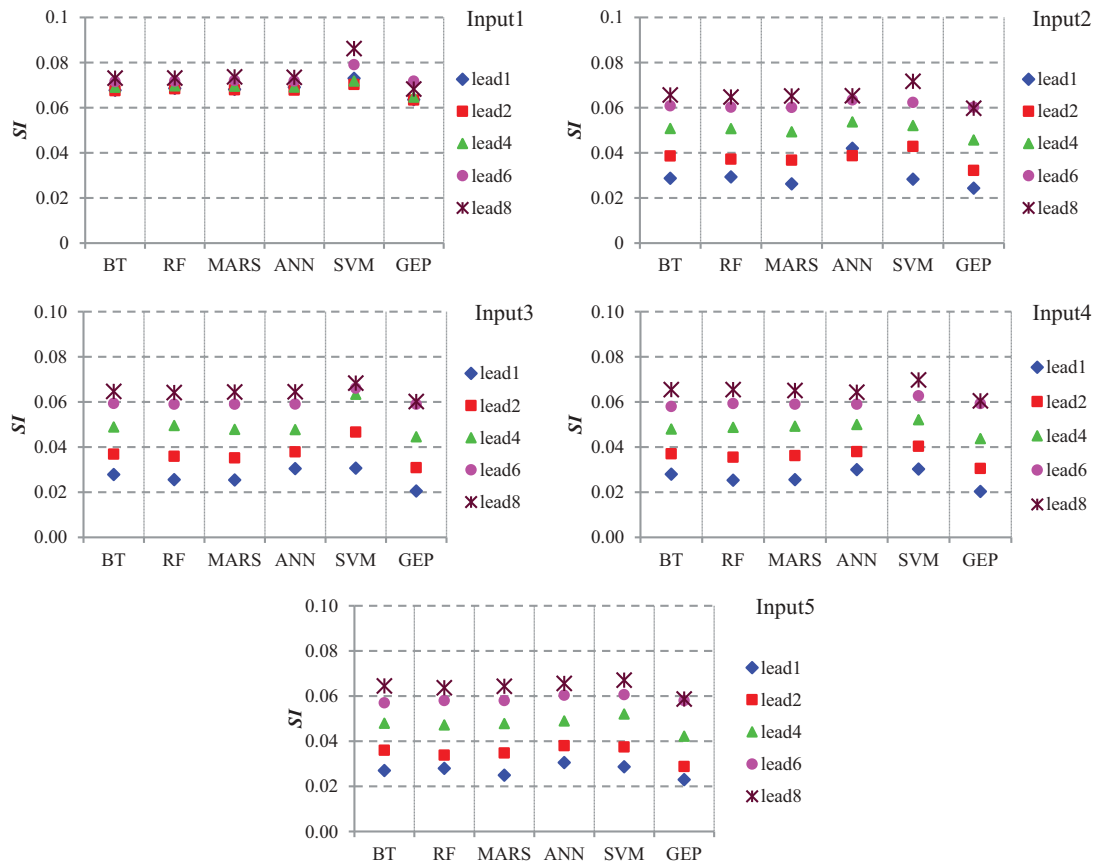 Input1
0.1
0.08
0.06
0.04
0.02
0
SI
BT RF MARS ANN SVM GEP
lead1
lead2
lead4
lead6
lead8
Input2
0.1
0.08
0.06
0.04
0.02
0
SI
BT RF MARS ANN SVM GEP
lead1
lead2
lead4
lead6
lead8
Input3
0.10
0.08
0.06
0.04
0.02
0.00
SI
BT RF MARS ANN SVM GEP
lead1
lead2
lead4
lead6
lead8
Input4
0.10
0.08
0.06
0.04
0.02
0.00
SI
BT RF MARS ANN SVM GEP
lead1
lead2
lead4
lead6
lead8
Input5
0.10
0.08
0.06
0.04
0.02
0.00
SI
BT RF MARS ANN SVM GEP
lead1
lead2
lead4
lead6
lead8